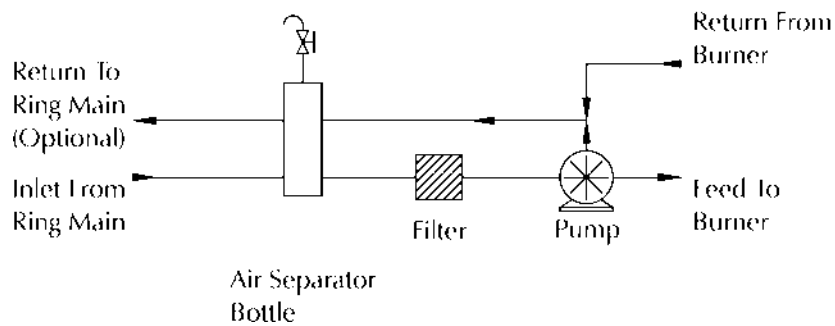 Return From
Burner
Return To
Ring Main
(Optional)
Inlet From
Ring Main
Filter
Pump
Feed To
Burner
Air Separator
Bottle